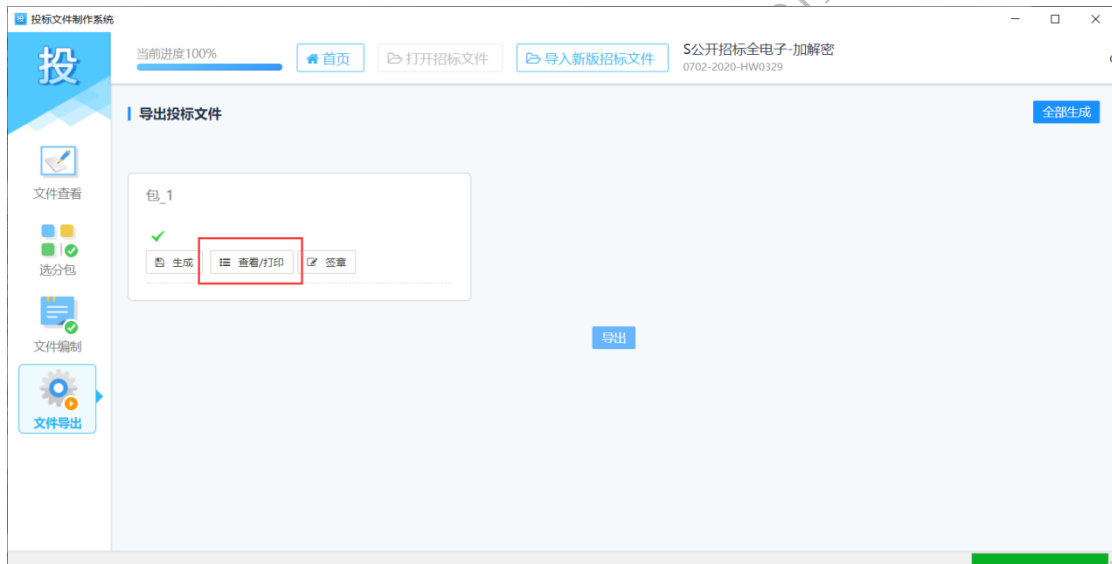 投标文件制作系统
投
当前进度100%
首页
打开招标文件
导入新版招标文件
S公开招标全电子-加解密
0702-2020-HW0329
导出投标文件
全部生成
文件查看
包_1
生成
查看/打印
签章
选分包
导出
文件编制
文件导出